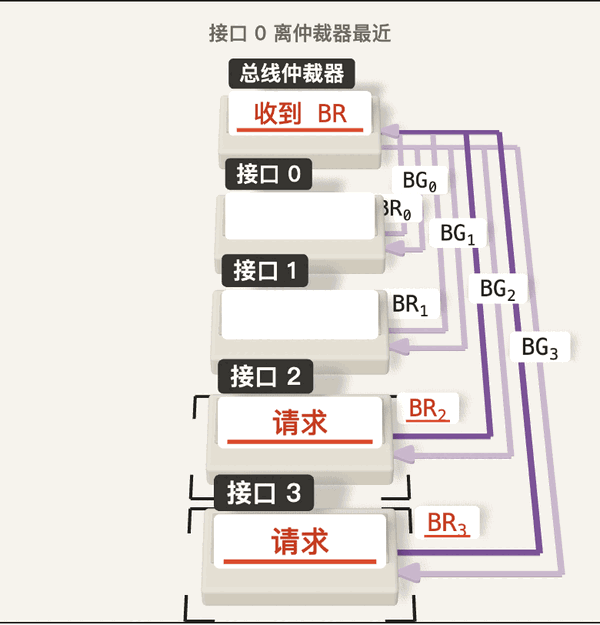 接口 0 离仲裁器最近
总线仲裁器
收到 BR
接口 0
BG₀
BR₀
BG₁
接口 1
BG₂
BR₁
BG₃
接口 2
BR₂
请求
接口 3
BR₃
请求